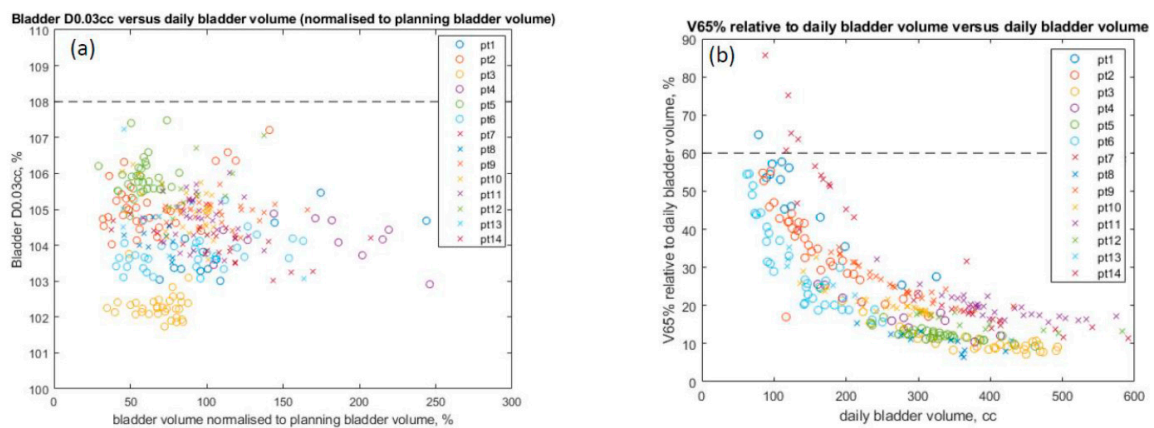 Bladder D0.03cc versus daily bladder volume (normalised to planning bladder volume)
(a)
110
109
108
107
106
105
104
103
102
101
100
Bladder D0.03cc, %
0
50
100
150
200
250
300
bladder volume normalised to planning bladder volume, %
pt1
pt2
pt3
pt4
pt5
pt6
pt7
pt8
pt9
pt10
pt11
pt12
pt13
pt14
V65% relative to daily bladder volume versus daily bladder volume
(b)
90
80
70
60
50
40
30
20
10
0
V65% relative to daily bladder volume, %
0
100
200
300
400
500
600
daily bladder volume, cc
pt1
pt2
pt3
pt4
pt5
pt6
pt7
pt8
pt9
pt10
pt11
pt12
pt13
pt14